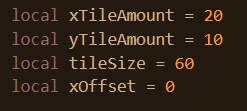 local xTileAmount = 20
local yTileAmount = 10
local tileSize = 60
local xOffset = 0